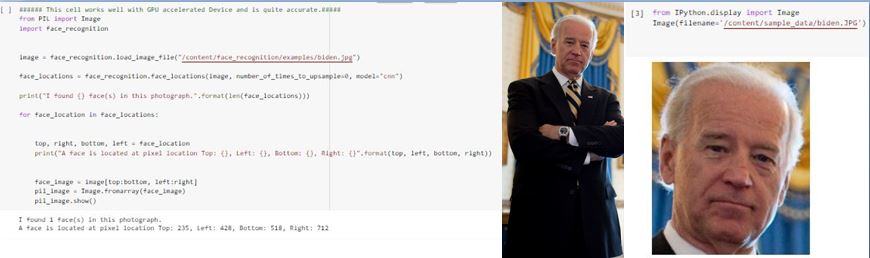 [ ] ###### This cell works well with GPU accelerated Device and is quite accurate.#####
from PIL import Image
import face_recognition
image = face_recognition.load_image_file("/content/face_recognition/examples/biden.jpg")
face_locations = face_recognition.face_locations(image, number_of_times_to_upsample=0, model="cnn")
print("I found {} face(s) in this photograph.".format(len(face_locations)))
for face_location in face_locations:
top, right, bottom, left = face_location
print("A face is located at pixel location Top: {}, Left: {}, Bottom: {}, Right: {}".format(top, left, bottom, right))
face_image = image[top:bottom, left:right]
pil_image = Image.fromarray(face_image)
pil_image.show()
I found 1 face(s) in this photograph.
A face is located at pixel location Top: 235, Left: 428, Bottom: 518, Right: 712
[3] from IPython.display import Image
Image(filename='/content/sample_data/biden.JPG')